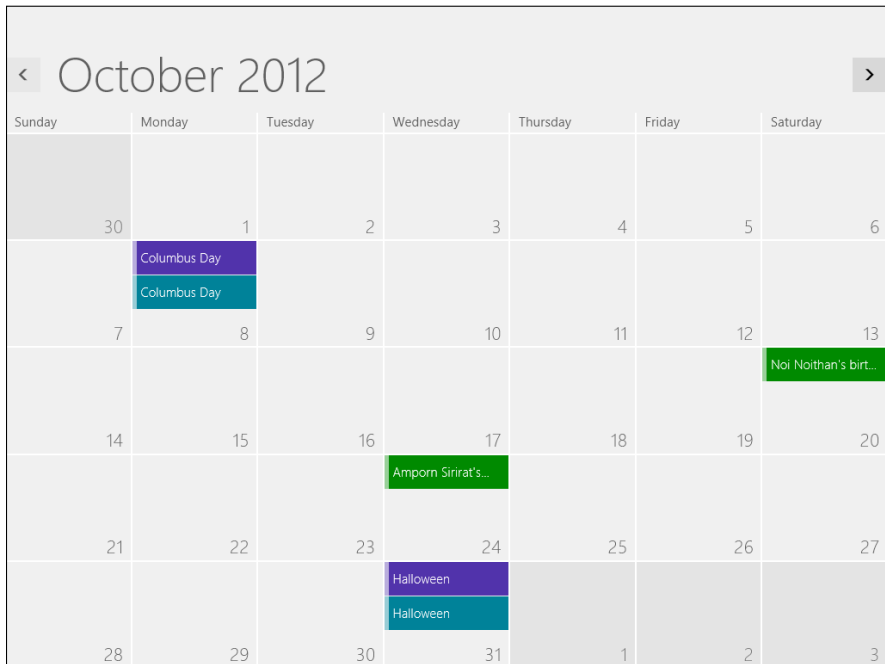 October 2012
Sunday Monday Tuesday Wednesday Thursday Friday Saturday
30 1 2 3 4 5 6
Columbus Day
Columbus Day
7 8 9 10 11 12 13
Noi Noithan's birt...
14 15 16 17 18 19 20
Amporn Sirirat's...
21 22 23 24 25 26 27
Halloween
Halloween
28 29 30 31 1 2 3